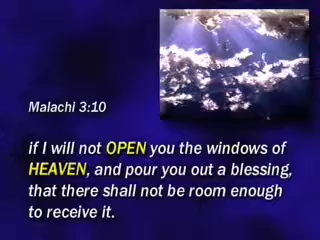 Malachi 3:10
if I will not OPEN you the windows of
HEAVEN, and pour you out a blessing,
that there shall not be room enough
to receive it.